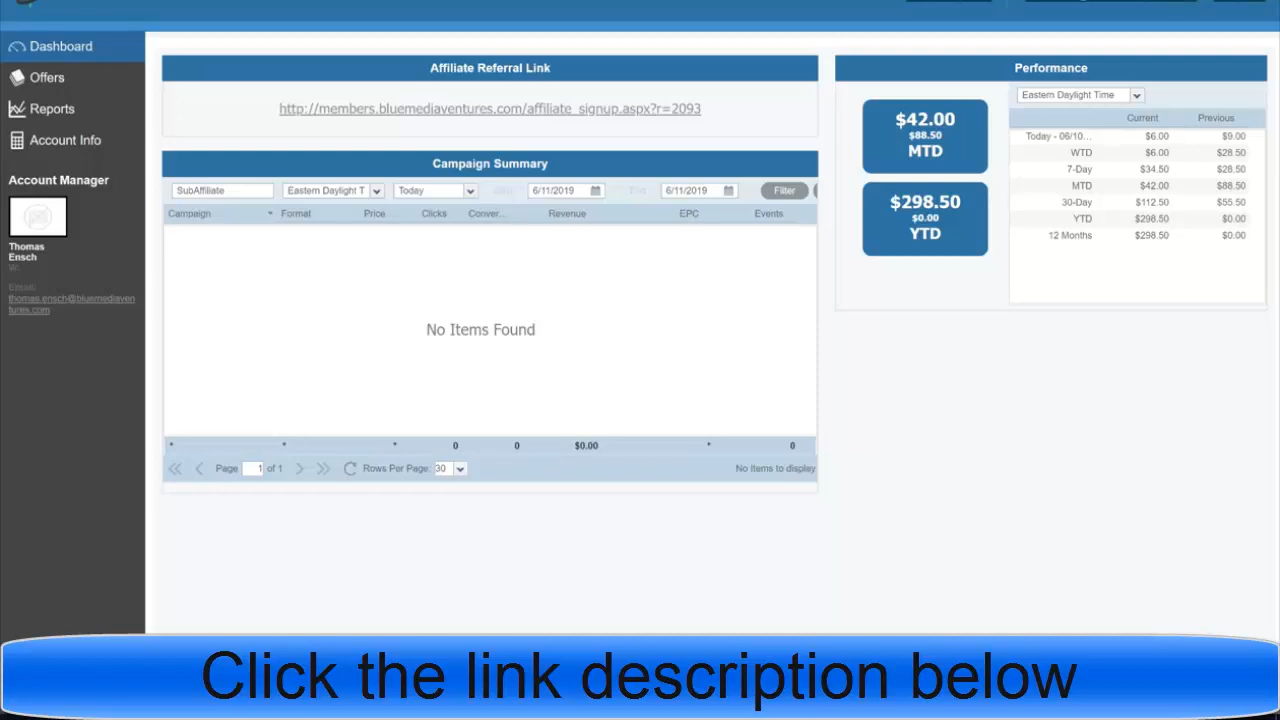 Dashboard
Offers
Reports
Account Info
Account Manager
Thomas
Ensch
W:
Email:
thomas.ensch@bluemediaven
tures.com
Affiliate Referral Link
http://members.bluemediaventures.com/affiliate_signup.aspx?r=2093
Campaign Summary
SubAffiliate Eastern Daylight T Today 6/11/2019 6/11/2019 Filter
Campaign Format Price Clicks Conver... Revenue EPC Events
No Items Found
* * * 0 0 $0.00 * 0
Page 1 of 1 Rows Per Page: 30 No items to display
Performance
$42.00
$88.50
MTD
$298.50
$0.00
YTD
Eastern Daylight Time
Current Previous
Today - 06/10... $6.00 $9.00
WTD $6.00 $28.50
7-Day $34.50 $28.50
MTD $42.00 $88.50
30-Day $112.50 $55.50
YTD $298.50 $0.00
12 Months $298.50 $0.00
Click the link description below